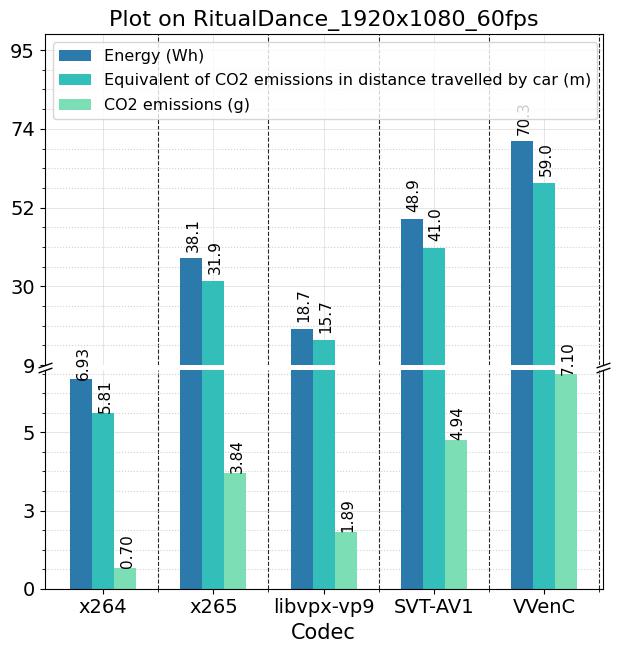 Plot on RitualDance_1920x1080_60fps
Energy (Wh)
Equivalent of CO2 emissions in distance travelled by car (m)
CO2 emissions (g)
95
74
52
30
9
5
3
0
6.93
5.81
0.70
38.1
31.9
3.84
18.7
15.7
1.89
48.9
41.0
4.94
70.3
59.0
7.10
x264
x265
libvpx-vp9
SVT-AV1
VVenC
Codec